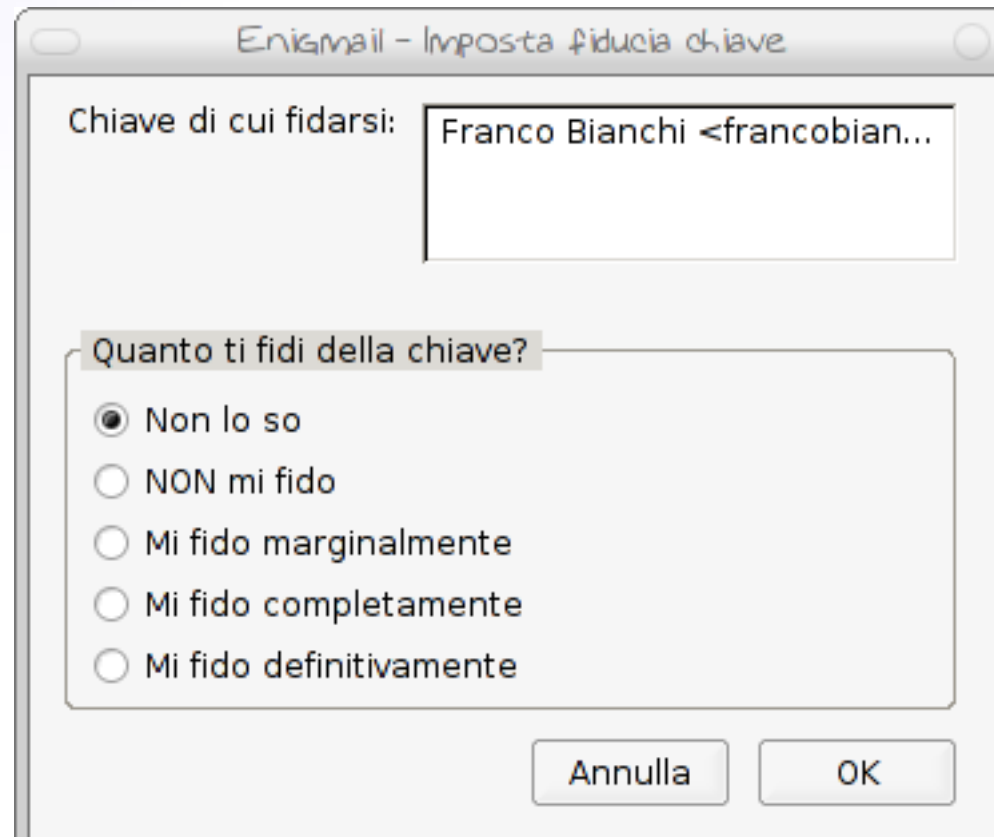 Enigmail - Imposta fiducia chiave
Chiave di cui fidarsi:
Franco Bianchi <francobian...
Quanto ti fidi della chiave?
Non lo so
NON mi fido
Mi fido marginalmente
Mi fido completamente
Mi fido definitivamente
Annulla
OK